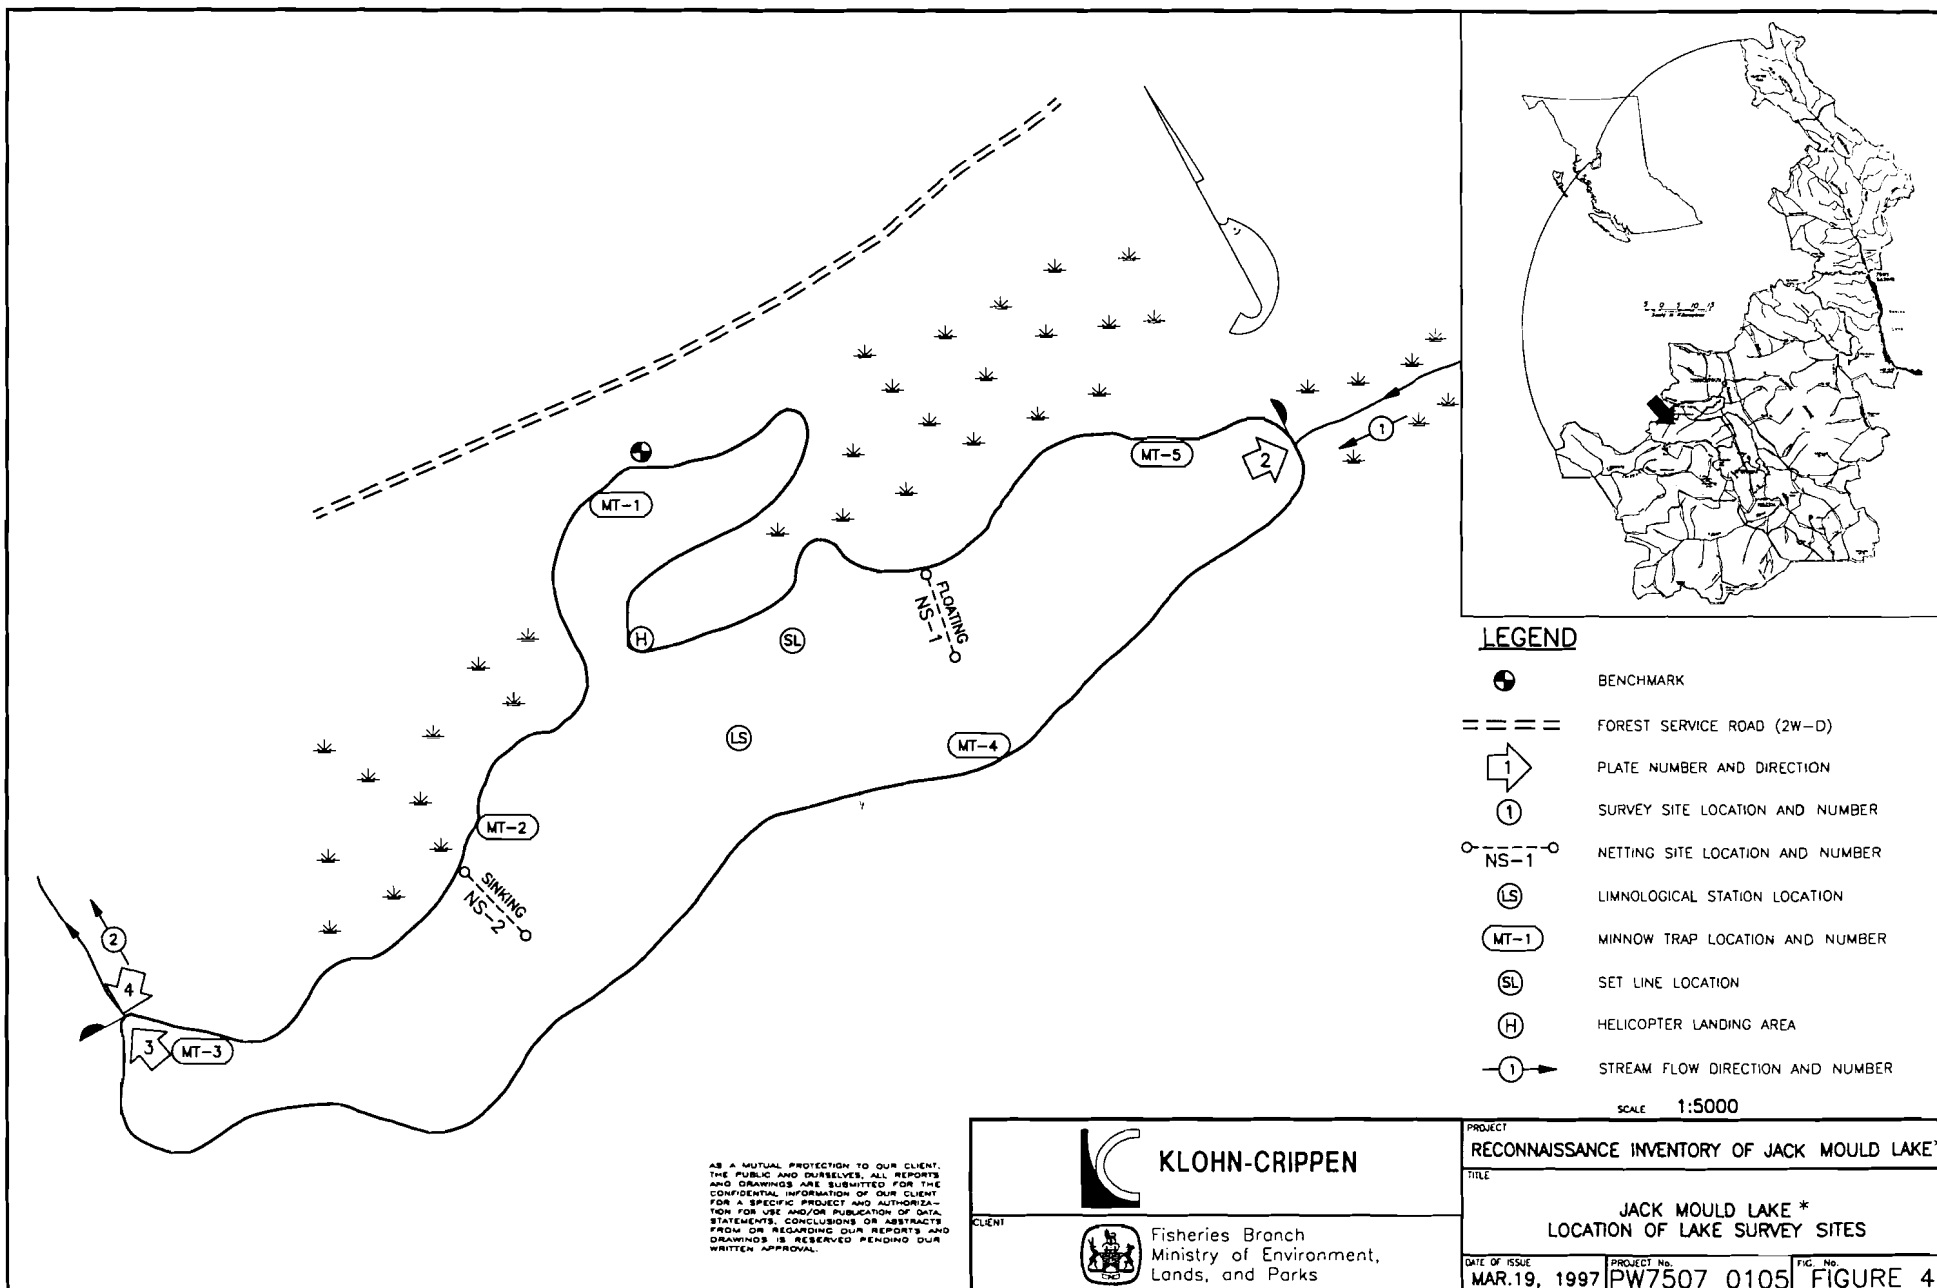 5 0 5 10 15
Scale in Kilometres
1
MT-5
2
MT-1
FLOATING
NS-1
H
SL
LS
MT-4
MT-2
SINKING
NS-2
2
4
3
MT-3
LEGEND
BENCHMARK
FOREST SERVICE ROAD (2W-D)
1 PLATE NUMBER AND DIRECTION
1 SURVEY SITE LOCATION AND NUMBER
NS-1 NETTING SITE LOCATION AND NUMBER
LS LIMNOLOGICAL STATION LOCATION
MT-1 MINNOW TRAP LOCATION AND NUMBER
SL SET LINE LOCATION
H HELICOPTER LANDING AREA
1 STREAM FLOW DIRECTION AND NUMBER
SCALE 1:5000
AS A MUTUAL PROTECTION TO OUR CLIENT,
THE PUBLIC AND OURSELVES, ALL REPORTS
AND DRAWINGS ARE SUBMITTED FOR THE
CONFIDENTIAL INFORMATION OF OUR CLIENT
FOR A SPECIFIC PROJECT AND AUTHORIZA-
TION FOR USE AND/OR PUBLICATION OF DATA,
STATEMENTS, CONCLUSIONS OR ABSTRACTS
FROM OR REGARDING OUR REPORTS AND
DRAWINGS IS RESERVED PENDING OUR
WRITTEN APPROVAL.
KLOHN-CRIPPEN
CLIENT
Fisheries Branch
Ministry of Environment,
Lands, and Parks
PROJECT
RECONNAISSANCE INVENTORY OF JACK MOULD LAKE*
TITLE
JACK MOULD LAKE *
LOCATION OF LAKE SURVEY SITES
DATE OF ISSUE
MAR.19, 1997
PROJECT No.
PW7507 0105
FIG. No.
FIGURE 4